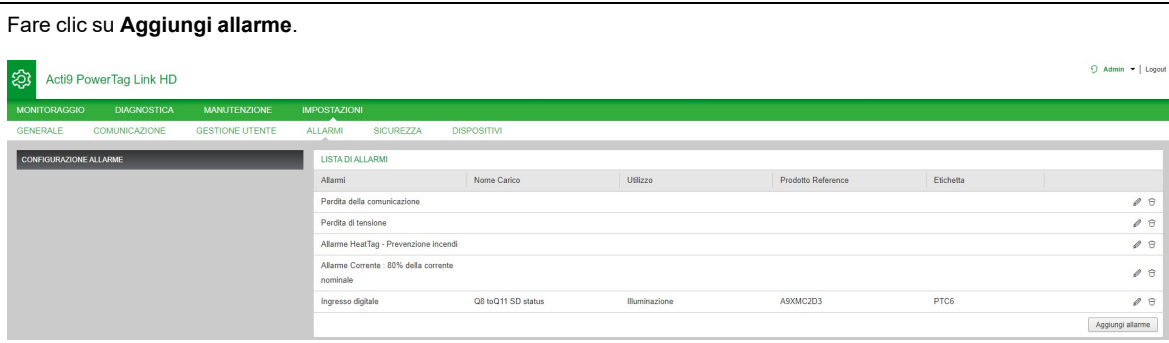 Fare clic su Aggiungi allarme.
Acti9 PowerTag Link HD
Admin | Logout
MONITORAGGIO DIAGNOSTICA MANUTENZIONE IMPOSTAZIONI
GENERALE COMUNICAZIONE GESTIONE UTENTE ALLARMI SICUREZZA DISPOSITIVI
CONFIGURAZIONE ALLARME
LISTA DI ALLARMI
Allarmi Nome Carico Utilizzo Prodotto Reference Etichetta
Perdita della comunicazione
Perdita di tensione
Allarme HeatTag - Prevenzione incendi
Allarme Corrente : 80% della corrente
nominale
Ingresso digitale Q8 toQ11 SD status Illuminazione A9XMC2D3 PTC6
Aggiungi allarme